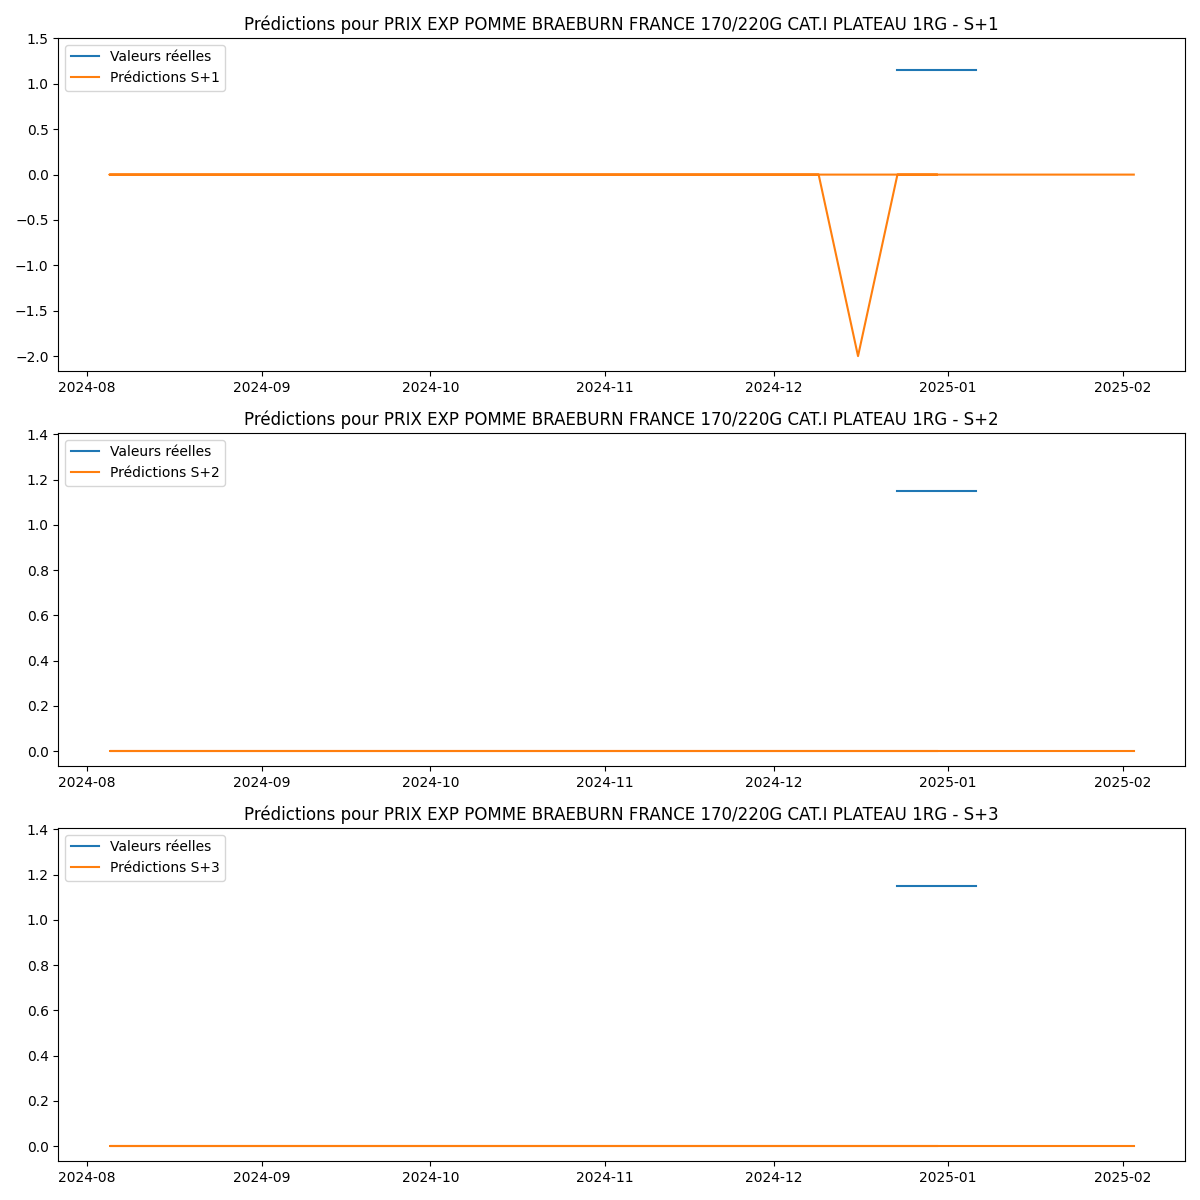 Prédictions pour PRIX EXP POMME BRAEBURN FRANCE 170/220G CAT.I PLATEAU 1RG - S+1
Valeurs réelles
Prédictions S+1
1.5
1.0
0.5
0.0
−0.5
−1.0
−1.5
−2.0
2024-08 2024-09 2024-10 2024-11 2024-12 2025-01 2025-02
Prédictions pour PRIX EXP POMME BRAEBURN FRANCE 170/220G CAT.I PLATEAU 1RG - S+2
Valeurs réelles
Prédictions S+2
1.4
1.2
1.0
0.8
0.6
0.4
0.2
0.0
2024-08 2024-09 2024-10 2024-11 2024-12 2025-01 2025-02
Prédictions pour PRIX EXP POMME BRAEBURN FRANCE 170/220G CAT.I PLATEAU 1RG - S+3
Valeurs réelles
Prédictions S+3
1.4
1.2
1.0
0.8
0.6
0.4
0.2
0.0
2024-08 2024-09 2024-10 2024-11 2024-12 2025-01 2025-02